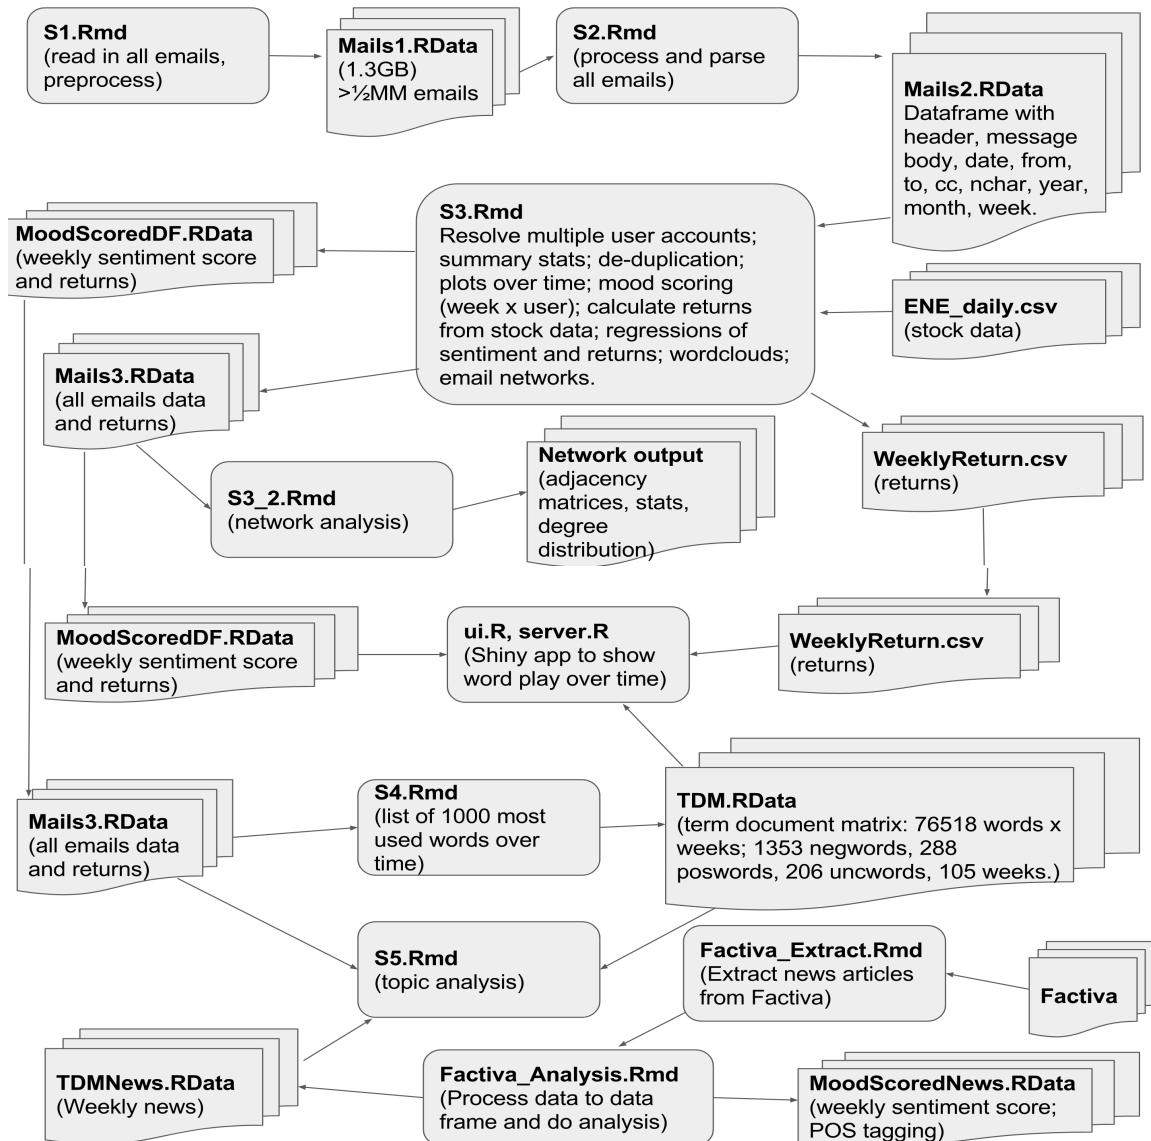 S1.Rmd
(read in all emails,
preprocess)
Mails1.RData
(1.3GB)
>½MM emails
S2.Rmd
(process and parse
all emails)
Mails2.RData
Dataframe with
header, message
body, date, from,
to, cc, nchar, year,
month, week.
S3.Rmd
Resolve multiple user accounts;
summary stats; de-duplication;
plots over time; mood scoring
(week x user); calculate returns
from stock data; regressions of
sentiment and returns; wordclouds;
email networks.
MoodScoredDF.RData
(weekly sentiment score
and returns)
ENE_daily.csv
(stock data)
Mails3.RData
(all emails data
and returns)
S3_2.Rmd
(network analysis)
Network output
(adjacency
matrices, stats,
degree
distribution)
WeeklyReturn.csv
(returns)
MoodScoredDF.RData
(weekly sentiment score
and returns)
ui.R, server.R
(Shiny app to show
word play over time)
WeeklyReturn.csv
(returns)
Mails3.RData
(all emails data
and returns)
S4.Rmd
(list of 1000 most
used words over
time)
TDM.RData
(term document matrix: 76518 words x
weeks; 1353 negwords, 288
poswords, 206 uncwords, 105 weeks.)
S5.Rmd
(topic analysis)
Factiva_Extract.Rmd
(Extract news articles
from Factiva)
Factiva
TDMNews.RData
(Weekly news)
Factiva_Analysis.Rmd
(Process data to data
frame and do analysis)
MoodScoredNews.RData
(weekly sentiment score;
POS tagging)